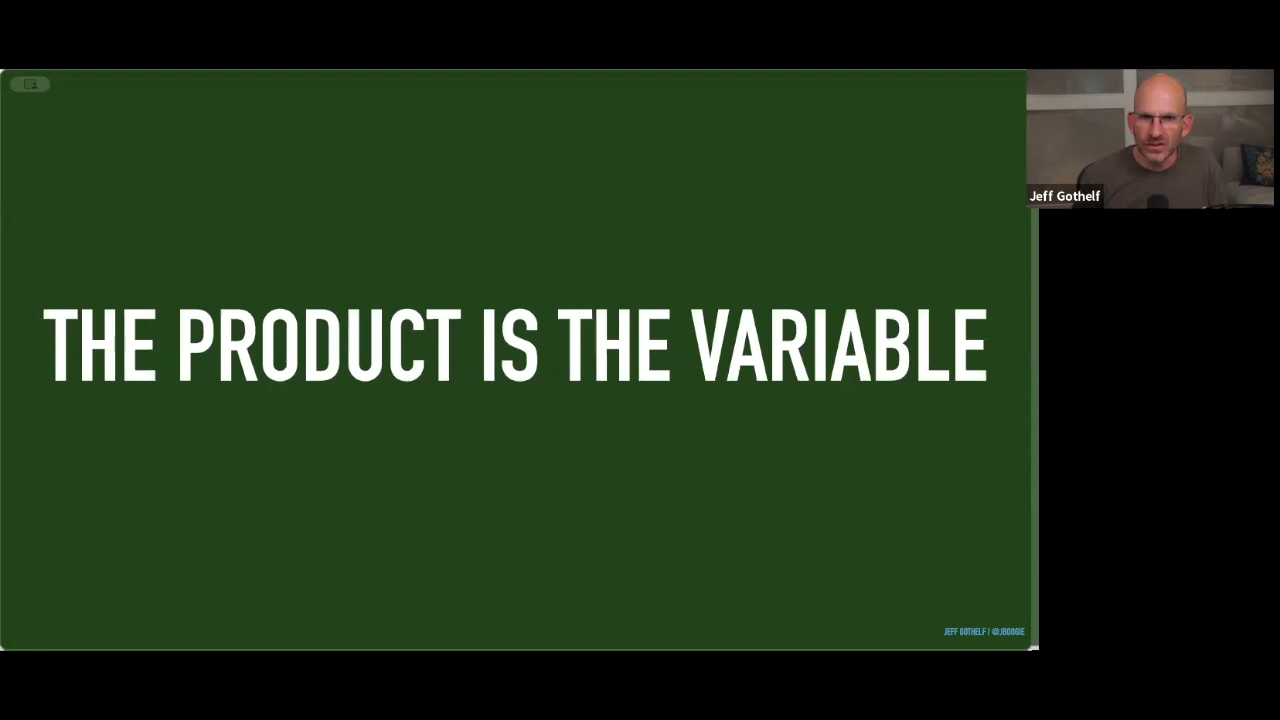 THE PRODUCT IS THE VARIABLE
Jeff Gothelf
JEFF GOTHELF / @JBOOGIE